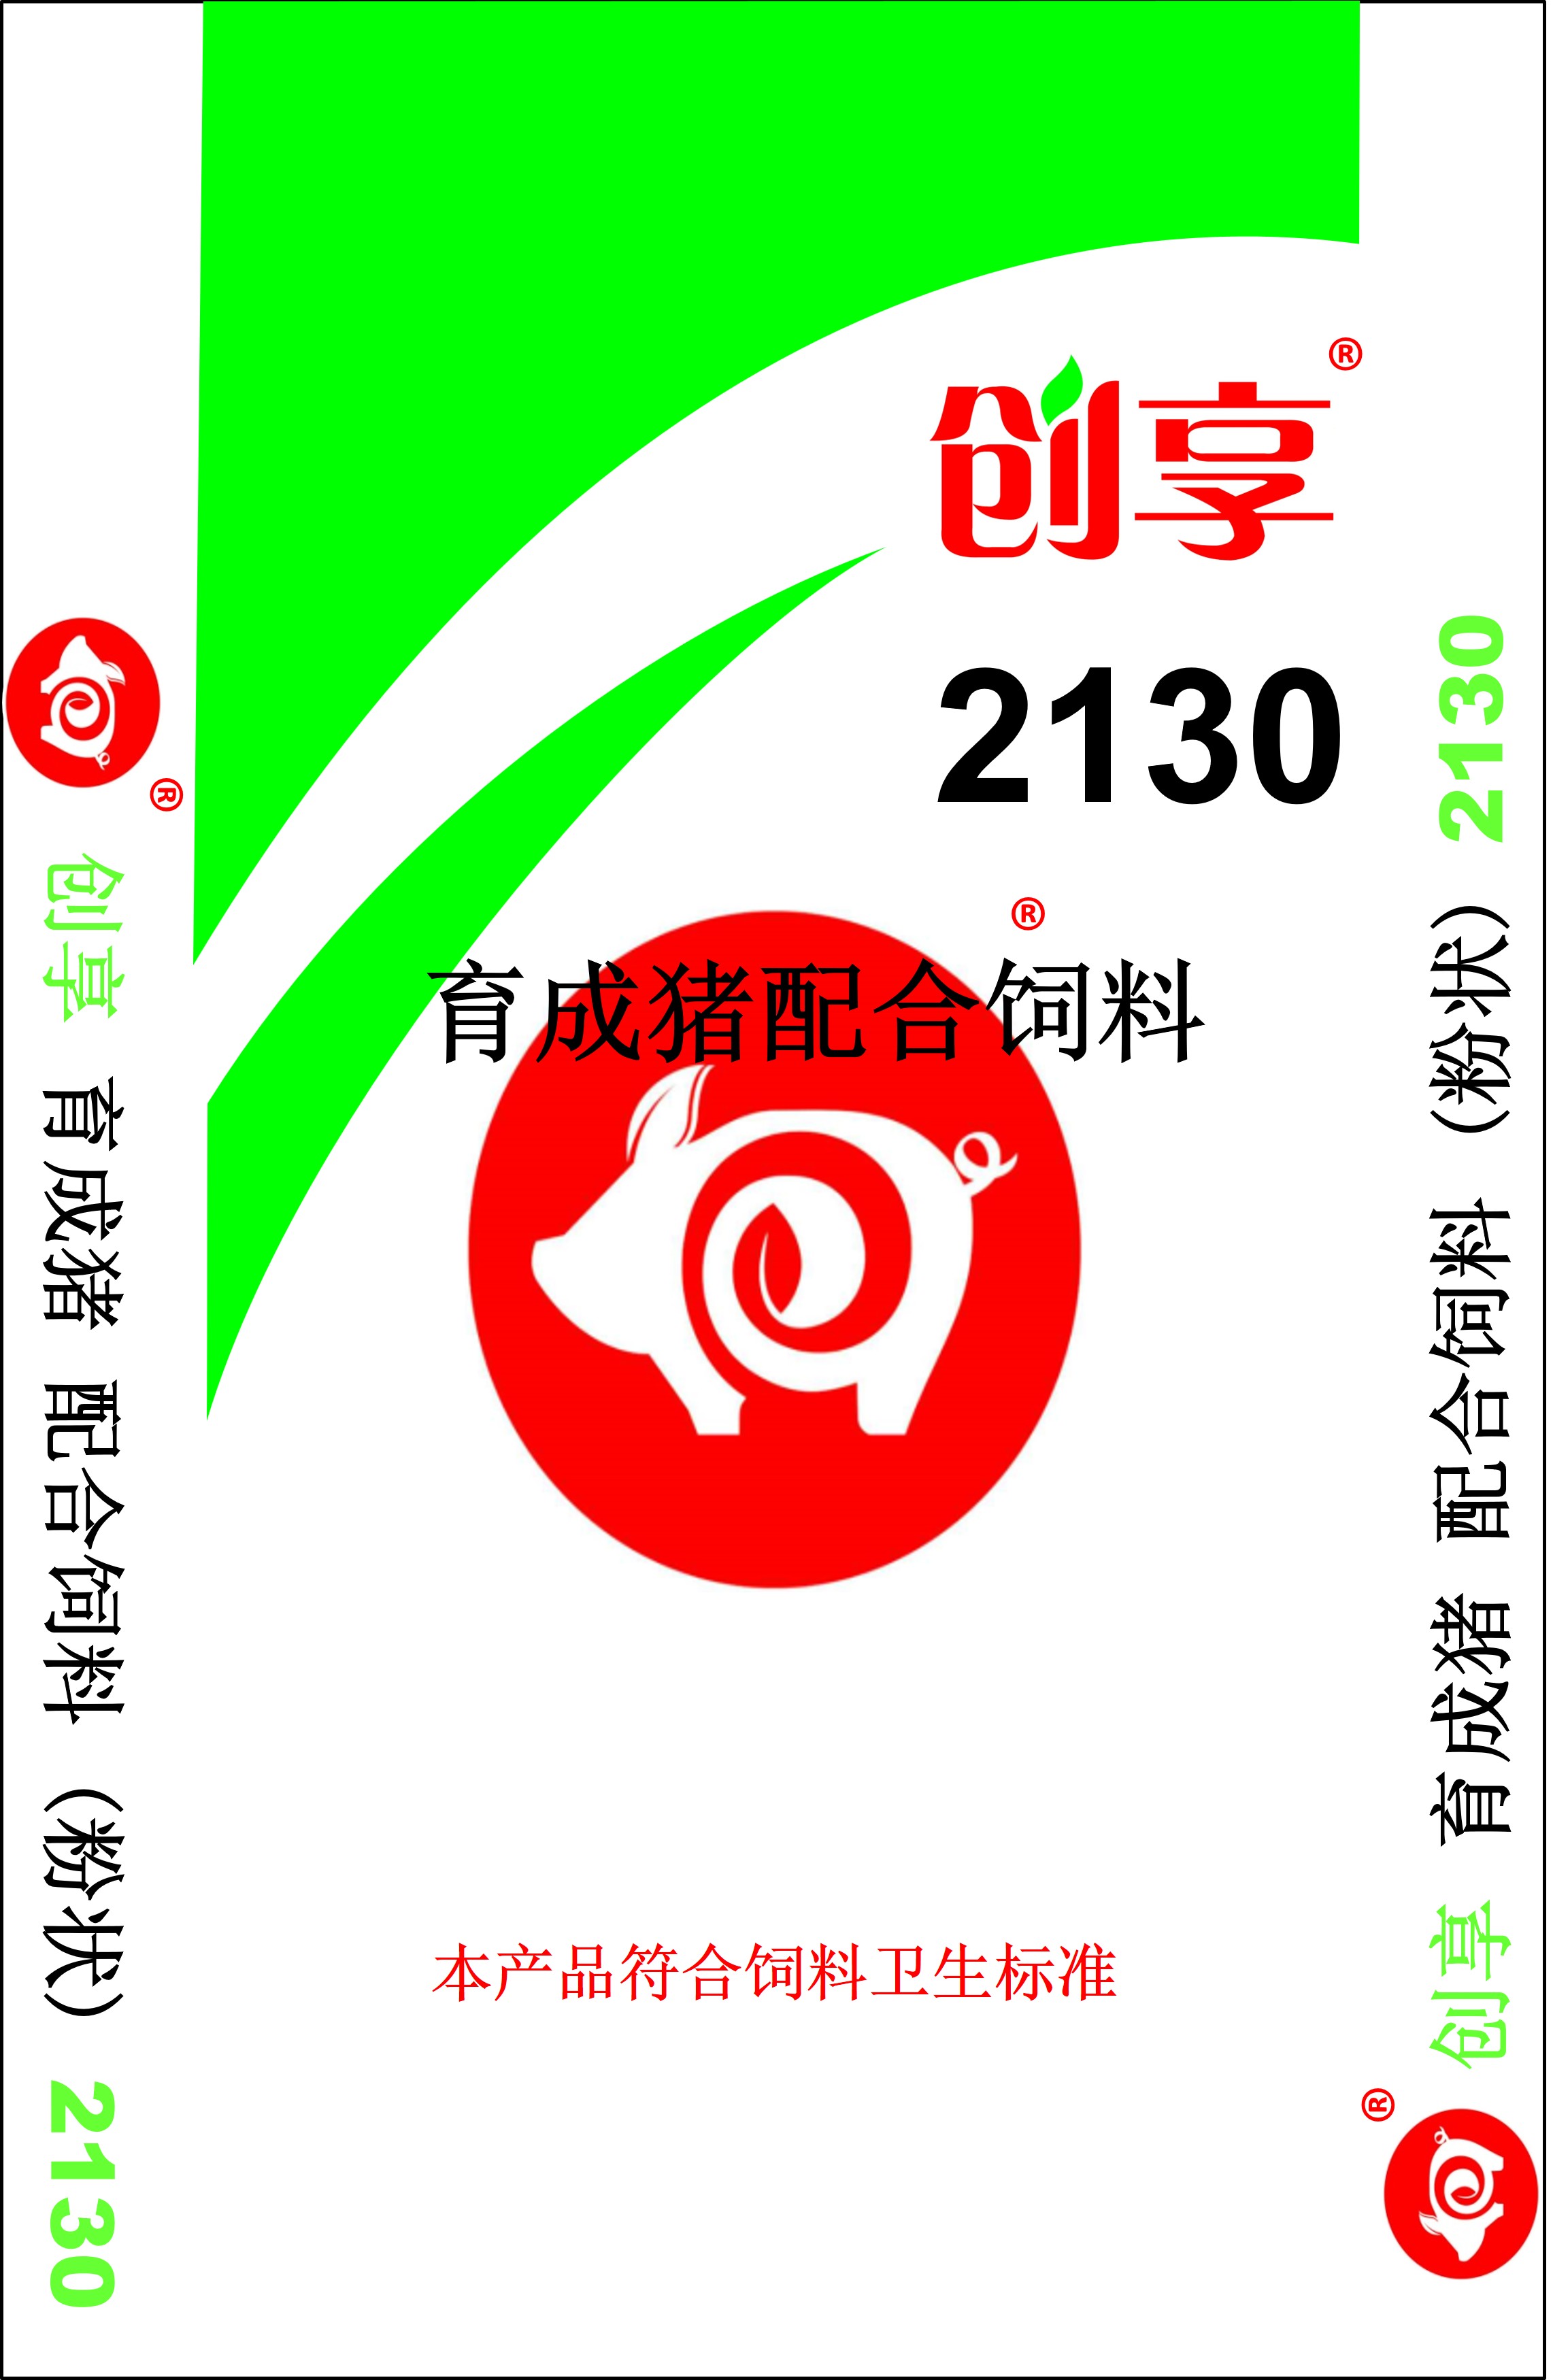 创享®
2130
®
育成猪配合饲料
本产品符合饲料卫生标准
®
创享 育成猪 配合饲料 （粉状） 2130
®
创享 育成猪 配合饲料 （粉状） 2130